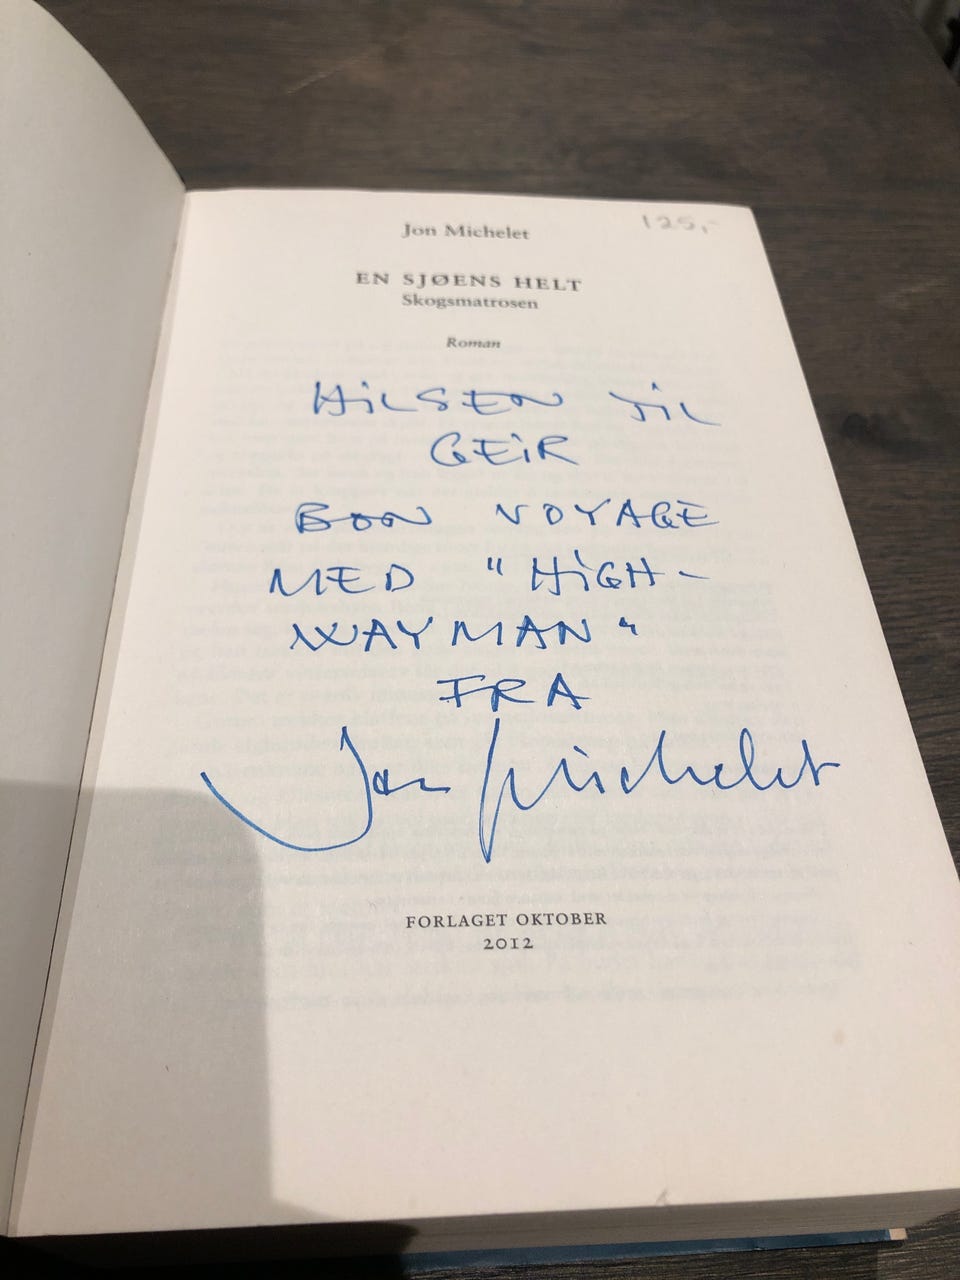 125,-
Jon Michelet
EN SJØENS HELT
Skogsmatrosen
Roman
HILSEN TIL
GEIR
BON VOYAGE
MED "HIGH-
WAYMAN"
FRA
Jon Michelet
FORLAGET OKTOBER
2012